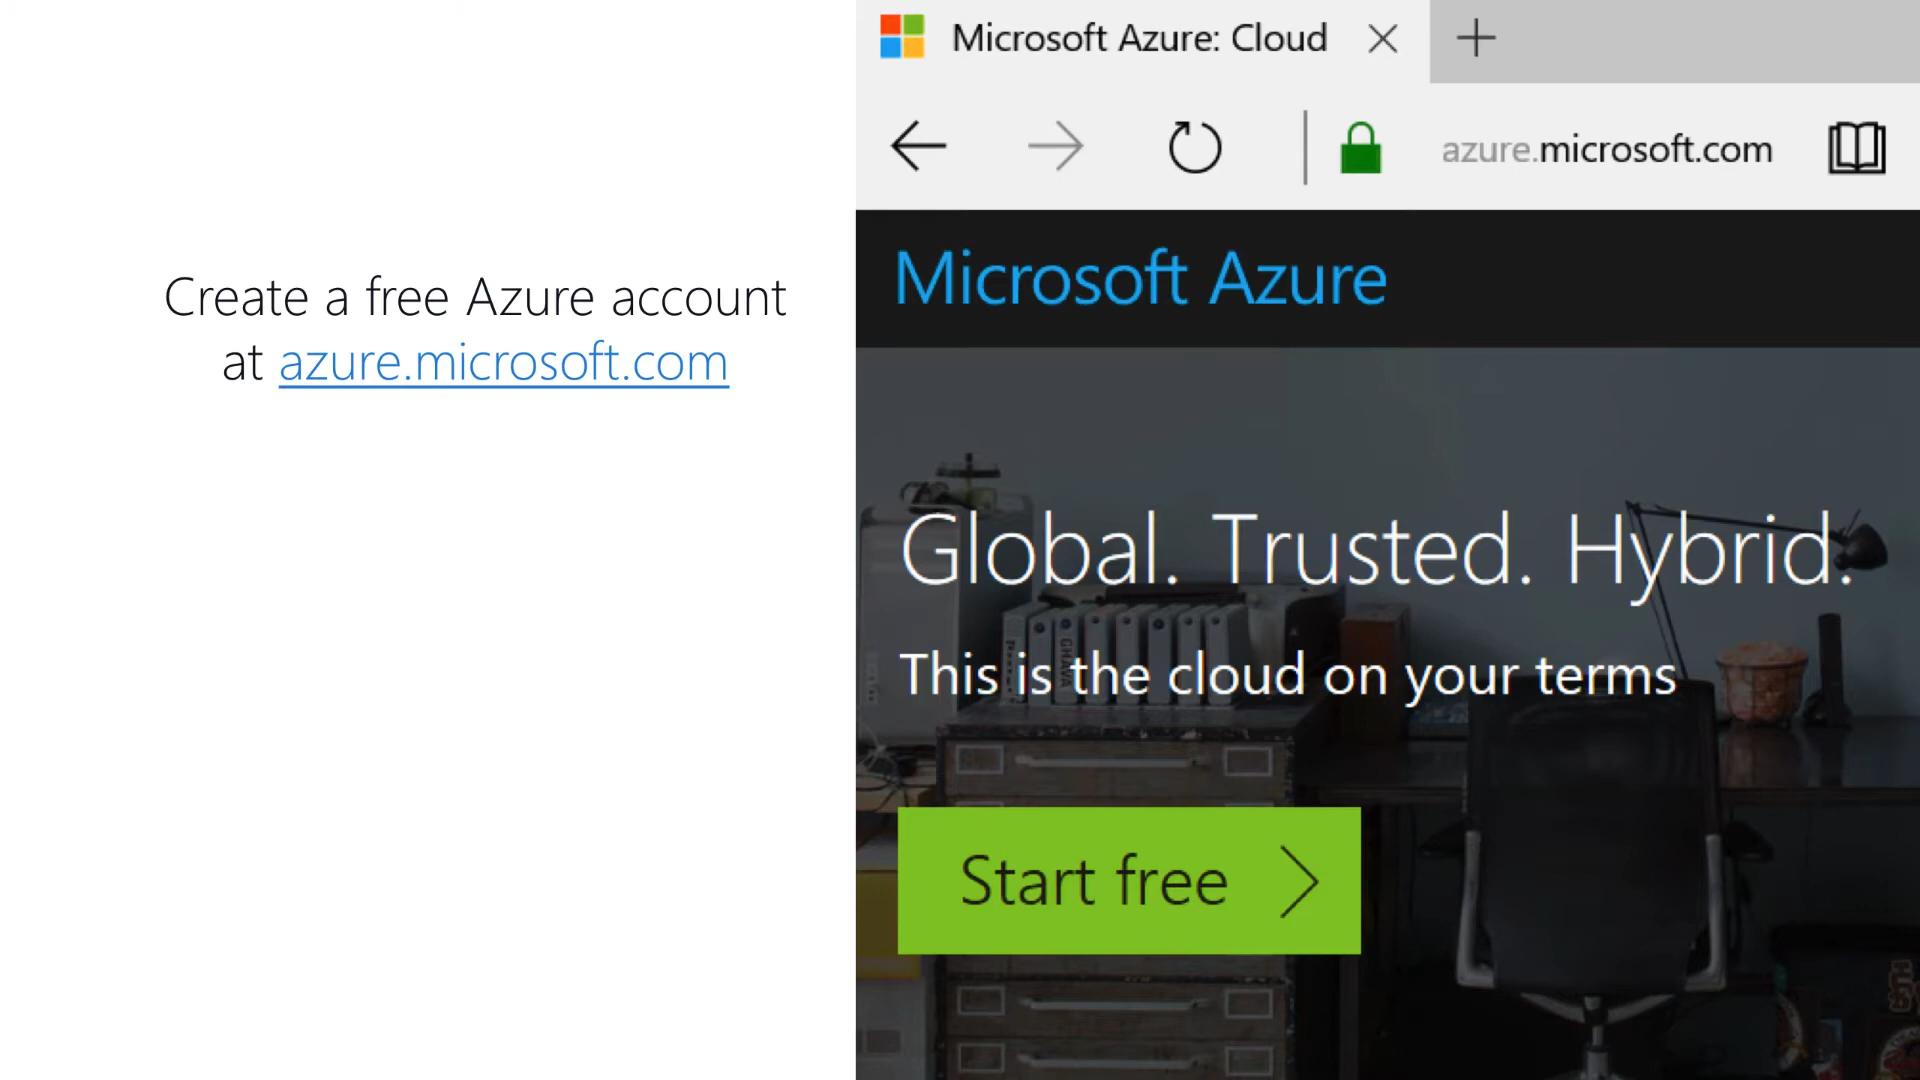 Create a free Azure account
at azure.microsoft.com
Microsoft Azure: Cloud
azure.microsoft.com
Microsoft Azure
Global. Trusted. Hybrid.
This is the cloud on your terms
Start free